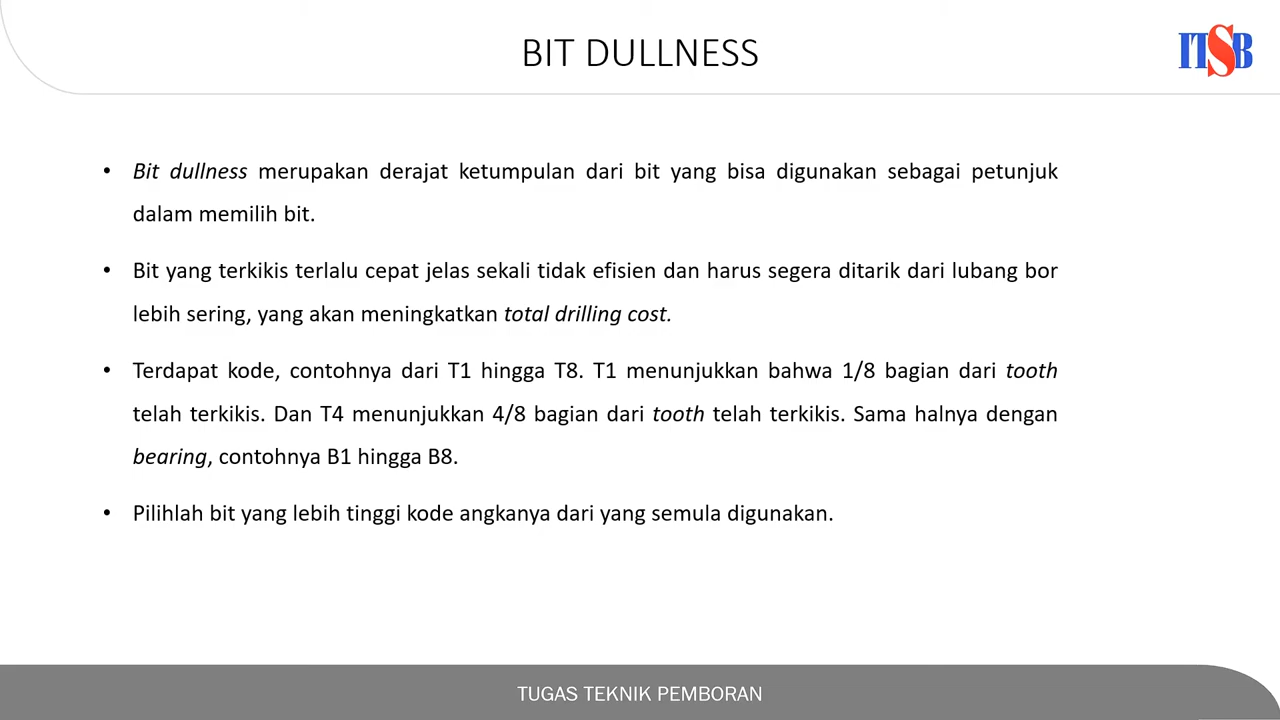 BIT DULLNESS
ITSB
• Bit dullness merupakan derajat ketumpulan dari bit yang bisa digunakan sebagai petunjuk
dalam memilih bit.
• Bit yang terkikis terlalu cepat jelas sekali tidak efisien dan harus segera ditarik dari lubang bor
lebih sering, yang akan meningkatkan total drilling cost.
• Terdapat kode, contohnya dari T1 hingga T8. T1 menunjukkan bahwa 1/8 bagian dari tooth
telah terkikis. Dan T4 menunjukkan 4/8 bagian dari tooth telah terkikis. Sama halnya dengan
bearing, contohnya B1 hingga B8.
• Pilihlah bit yang lebih tinggi kode angkanya dari yang semula digunakan.
TUGAS TEKNIK PEMBORAN